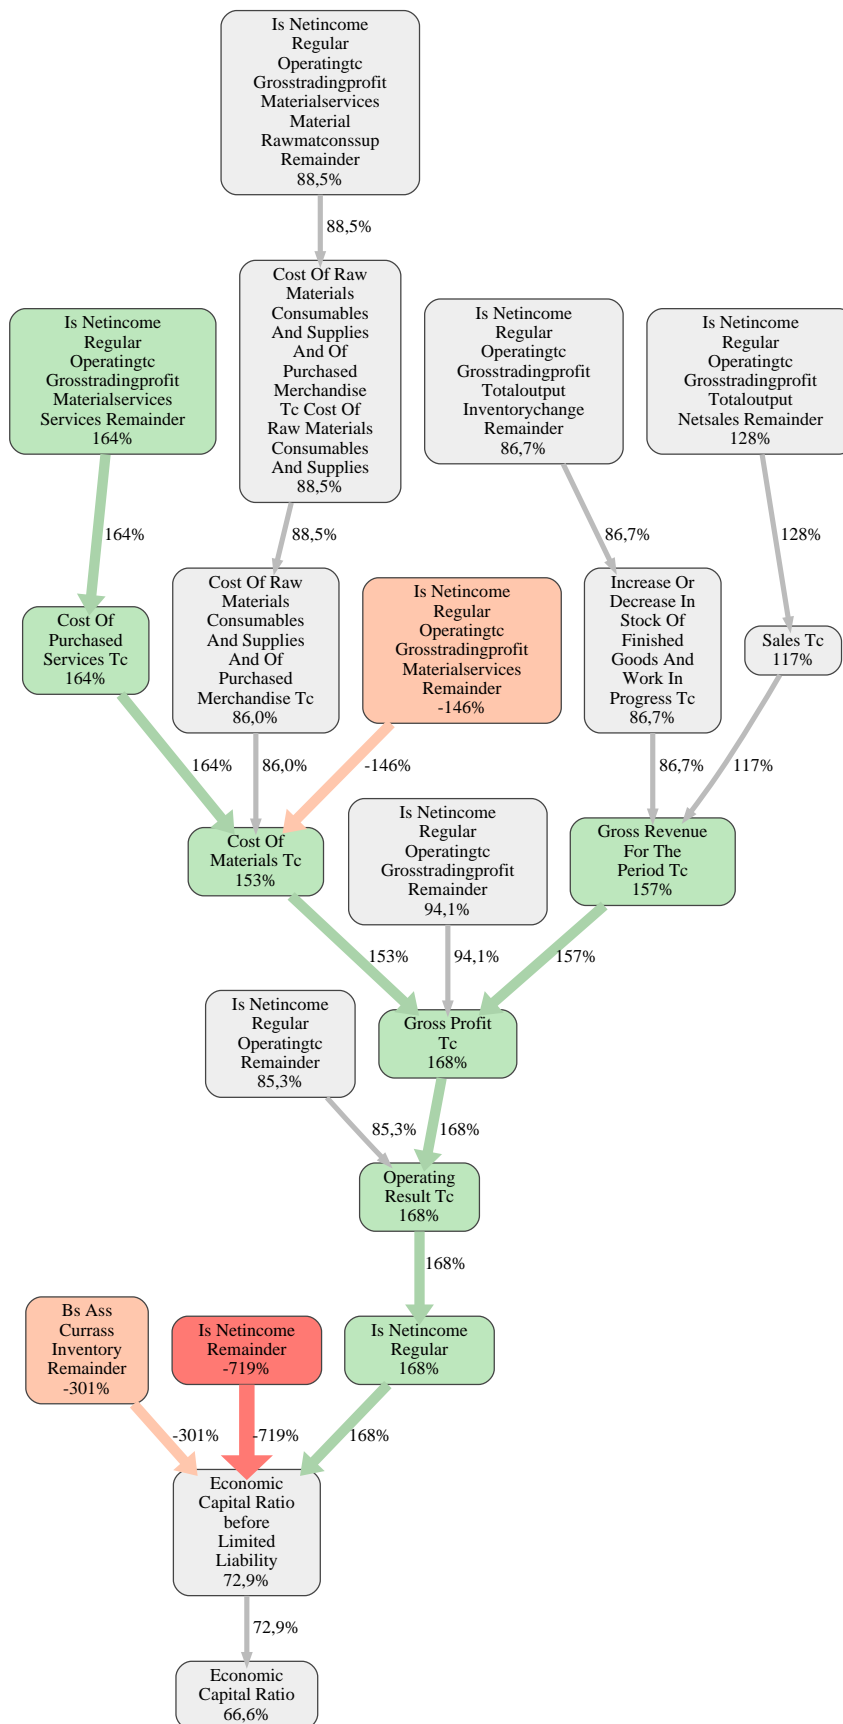 Is Netincome
Regular
Operatingtc
Grosstradingprofit
Materialservices
Material
Rawmatconssup
Remainder
88,5%
88,5%
Cost Of Raw
Materials
Consumables
And Supplies
And Of
Purchased
Merchandise
Tc Cost Of
Raw Materials
Consumables
And Supplies
88,5%
Is Netincome
Regular
Operatingtc
Grosstradingprofit
Materialservices
Services Remainder
164%
Is Netincome
Regular
Operatingtc
Grosstradingprofit
Totaloutput
Inventorychange
Remainder
86,7%
Is Netincome
Regular
Operatingtc
Grosstradingprofit
Totaloutput
Netsales Remainder
128%
164%
88,5%
86,7%
128%
Cost Of
Purchased
Services Tc
164%
Cost Of Raw
Materials
Consumables
And Supplies
And Of
Purchased
Merchandise Tc
86,0%
Is Netincome
Regular
Operatingtc
Grosstradingprofit
Materialservices
Remainder
-146%
Increase Or
Decrease In
Stock Of
Finished
Goods And
Work In
Progress Tc
86,7%
Sales Tc
117%
164%
86,0%
-146%
86,7%
117%
Cost Of
Materials Tc
153%
Is Netincome
Regular
Operatingtc
Grosstradingprofit
Remainder
94,1%
Gross Revenue
For The
Period Tc
157%
153%
94,1%
157%
Is Netincome
Regular
Operatingtc
Remainder
85,3%
Gross Profit
Tc
168%
85,3%
168%
Operating
Result Tc
168%
168%
Bs Ass
Currass
Inventory
Remainder
-301%
Is Netincome
Remainder
-719%
Is Netincome
Regular
168%
-301%
-719%
168%
Economic
Capital Ratio
before
Limited
Liability
72,9%
72,9%
Economic
Capital Ratio
66,6%